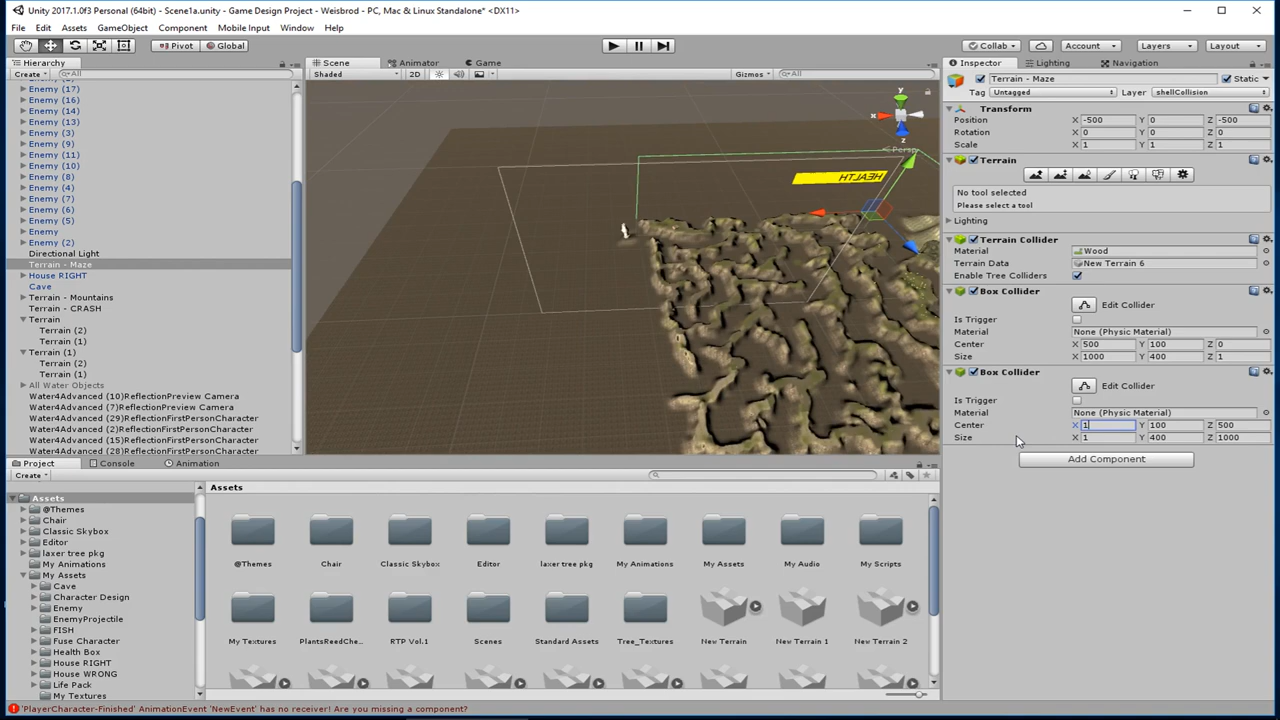 Unity 2017.1.0f3 Personal (64bit) - Scene1a.unity - Game Design Project - Weisbrod - PC, Mac & Linux Standalone* <DX11>
File Edit Assets GameObject Component Mobile Input Window Help
Pivot Global Collab Account Layers Layout
Hierarchy
Create All
Enemy (17)
Enemy (16)
Enemy (14)
Enemy (13)
Enemy (3)
Enemy (9)
Enemy (11)
Enemy (10)
Enemy (8)
Enemy (4)
Enemy (7)
Enemy (6)
Enemy (5)
Enemy
Enemy (2)
Directional Light
Terrain - Maze
House RIGHT
Cave
Terrain - Mountains
Terrain - CRASH
Terrain
Terrain (2)
Terrain (1)
Terrain (1)
Terrain (2)
Terrain (1)
All Water Objects
Water4Advanced (10)ReflectionPreview Camera
Water4Advanced (7)ReflectionPreview Camera
Water4Advanced (29)ReflectionFirstPersonCharacter
Water4Advanced (2)ReflectionFirstPersonCharacter
Water4Advanced (15)ReflectionFirstPersonCharacter
Water4Advanced (28)ReflectionFirstPersonCharacter
Scene Animator Game
Shaded 2D Gizmos All
y
x
z
Persp
HEALTH
Inspector Lighting Navigation
Terrain - Maze Static
Tag Untagged Layer shellCollision
Transform
Position X -500 Y 0 Z -500
Rotation X 0 Y 0 Z 0
Scale X 1 Y 1 Z 1
Terrain
No tool selected
Please select a tool
Lighting
Terrain Collider
Material Wood
Terrain Data New Terrain 6
Enable Tree Colliders
Box Collider
Edit Collider
Is Trigger
Material None (Physic Material)
Center X 500 Y 100 Z 0
Size X 1000 Y 400 Z 1
Box Collider
Edit Collider
Is Trigger
Material None (Physic Material)
Center X 1 Y 100 Z 500
Size X 1 Y 400 Z 1000
Add Component
Project Console Animation
Create
Assets
@Themes
Chair
Classic Skybox
Editor
laxer tree pkg
My Animations
My Assets
Cave
Character Design
Enemy
EnemyProjectile
FISH
Fuse Character
Health Box
House RIGHT
House WRONG
Life Pack
My Textures
Assets
@Themes Chair Classic Skybox Editor laxer tree pkg My Animations My Assets My Audio My Scripts
My Textures PlantsReedChe... RTP Vol.1 Scenes Standard Assets Tree_Textures New Terrain New Terrain 1 New Terrain 2
'PlayerCharacter-Finished' AnimationEvent 'NewEvent' has no receiver! Are you missing a component?